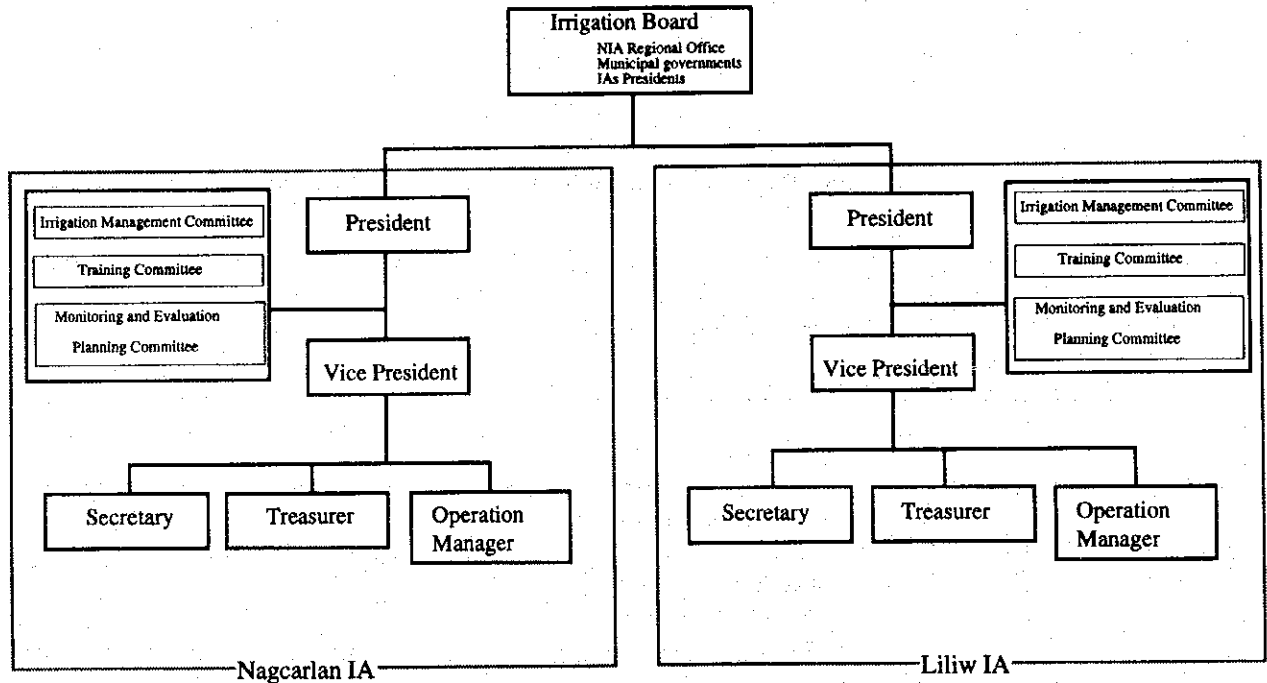 Irrigation Board
NIA Regional Office
Municipal governments
IAs Presidents
Irrigation Management Committee
Training Committee
Monitoring and Evaluation
Planning Committee
President
Vice President
Secretary
Treasurer
Operation
Manager
Nagcarlan IA
President
Irrigation Management Committee
Training Committee
Monitoring and Evaluation
Planning Committee
Vice President
Secretary
Treasurer
Operation
Manager
Liliw IA